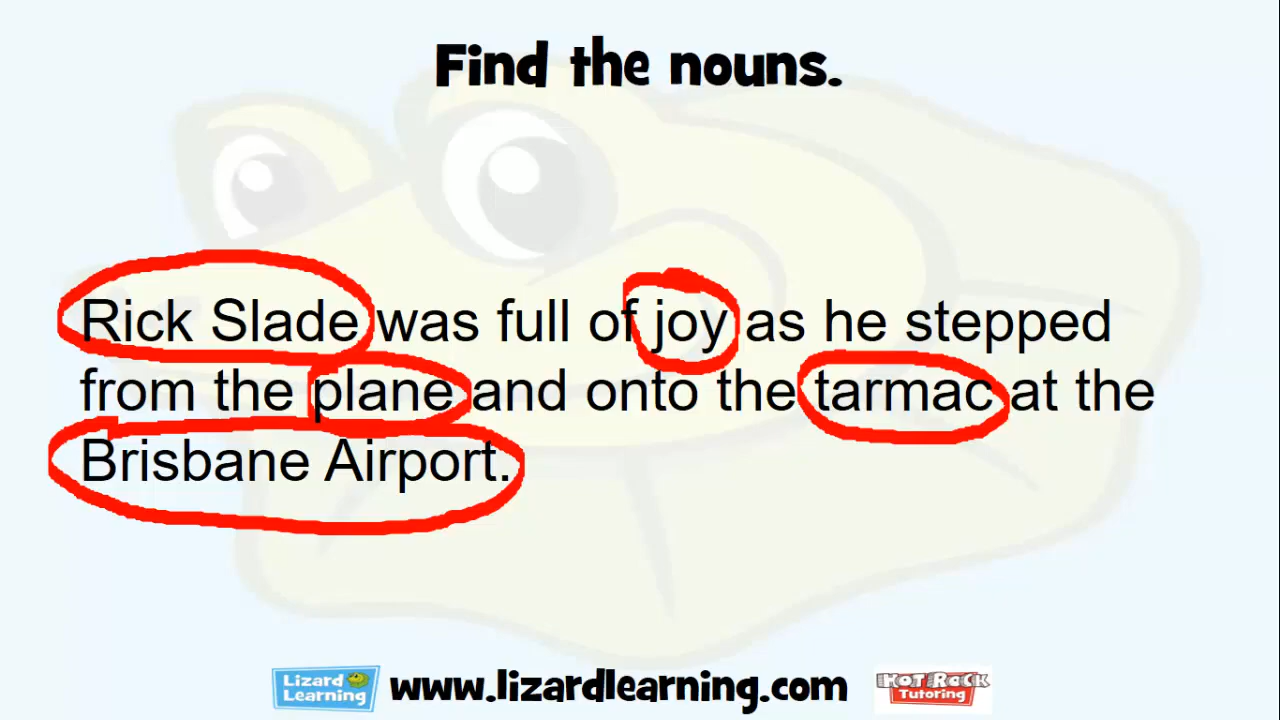 Find the nouns.
Rick Slade was full of joy as he stepped
from the plane and onto the tarmac at the
Brisbane Airport.
Lizard
Learning
www.lizardlearning.com
HOT ROCK
Tutoring